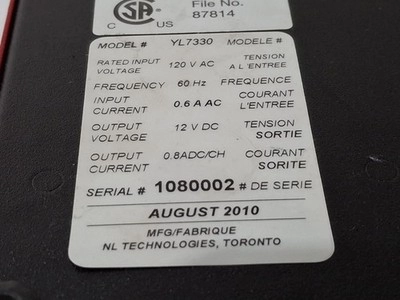 SA
File No.
C US 87814
MODEL # YL7330 MODELE #
RATED INPUT VOLTAGE 120 V AC TENSION A L'ENTREE
FREQUENCY 60 Hz FREQUENCE
INPUT CURRENT 0.6 A AC COURANT L'ENTREE
OUTPUT VOLTAGE 12 V DC TENSION SORTIE
OUTPUT CURRENT 0.8ADC/CH COURANT SORITE
SERIAL # 1080002 # DE SERIE
AUGUST 2010
MFG/FABRIQUE
NL TECHNOLOGIES, TORONTO